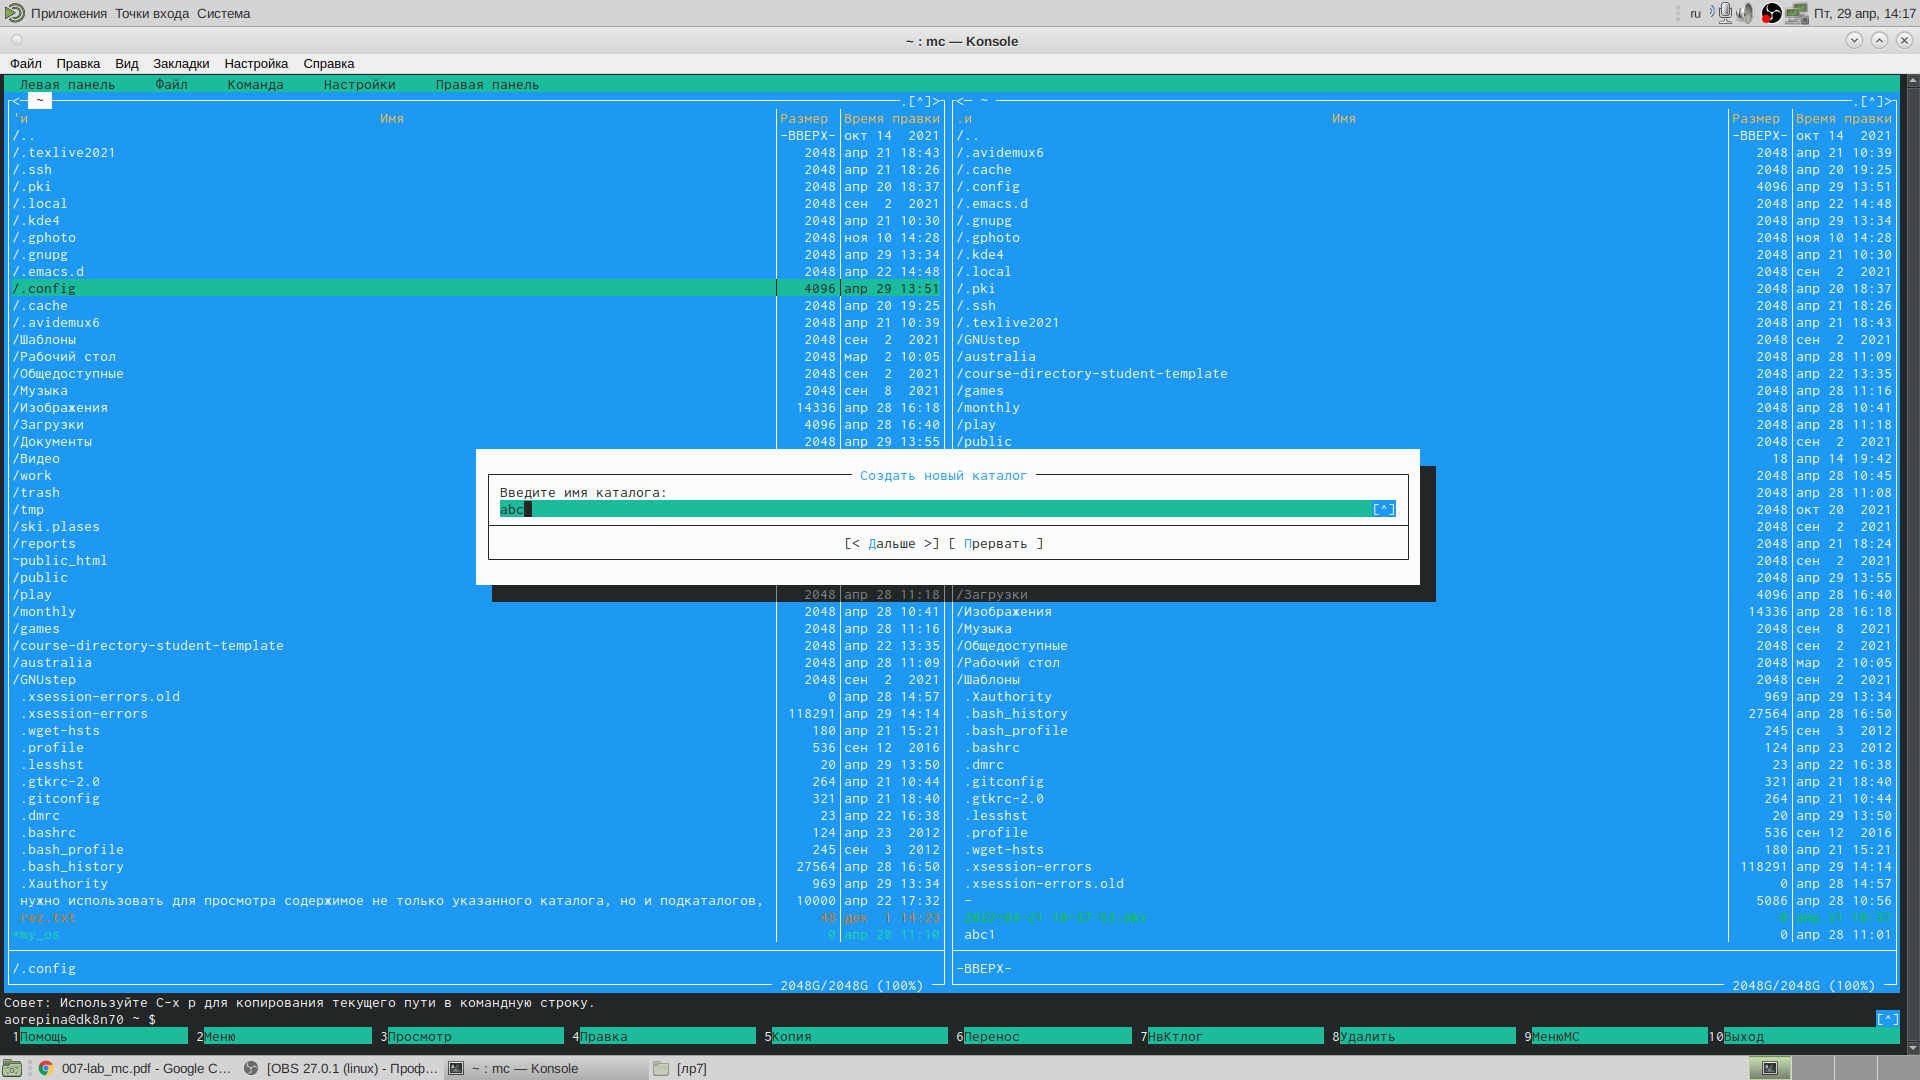 Приложения Точки входа Система
ru Пт, 29 апр, 14:17
~ : mc — Konsole
Файл Правка Вид Закладки Настройка Справка
Левая панель Файл Команда Настройки Правая панель
<─ ~ .[^]>
'и Имя Размер Время правки
/.. -ВВЕРХ- окт 14 2021
/.texlive2021 2048 апр 21 18:43
/.ssh 2048 апр 21 18:26
/.pki 2048 апр 20 18:37
/.local 2048 сен 2 2021
/.kde4 2048 апр 21 10:30
/.gphoto 2048 ноя 10 14:28
/.gnupg 2048 апр 29 13:34
/.emacs.d 2048 апр 22 14:48
/.config 4096 апр 29 13:51
/.cache 2048 апр 20 19:25
/.avidemux6 2048 апр 21 10:39
/Шаблоны 2048 сен 2 2021
/Рабочий стол 2048 мар 2 10:05
/Общедоступные 2048 сен 2 2021
/Музыка 2048 сен 8 2021
/Изображения 14336 апр 28 16:18
/Загрузки 4096 апр 28 16:40
/Документы 2048 апр 29 13:55
/Видео
/work
/trash
/tmp
/ski.plases
/reports
~public_html
/public
/play 2048 апр 28 11:18
/monthly 2048 апр 28 10:41
/games 2048 апр 28 11:16
/course-directory-student-template 2048 апр 22 13:35
/australia 2048 апр 28 11:09
/GNUstep 2048 сен 2 2021
.xsession-errors.old 0 апр 28 14:57
.xsession-errors 118291 апр 29 14:14
.wget-hsts 180 апр 21 15:21
.profile 536 сен 12 2016
.lesshst 20 апр 29 13:50
.gtkrc-2.0 264 апр 21 10:44
.gitconfig 321 апр 21 18:40
.dmrc 23 апр 22 16:38
.bashrc 124 апр 23 2012
.bash_profile 245 сен 3 2012
.bash_history 27564 апр 28 16:50
.Xauthority 969 апр 29 13:34
нужно использовать для просмотра содержимое не только указанного каталога, но и подкаталогов, 10000 апр 22 17:32
rez.txt 48 дек 1 14:23
*my_os 0 апр 28 11:10
/.config
2048G/2048G (100%)
<─ ~ .[^]>
.и Имя Размер Время правки
/.. -ВВЕРХ- окт 14 2021
/.avidemux6 2048 апр 21 10:39
/.cache 2048 апр 20 19:25
/.config 4096 апр 29 13:51
/.emacs.d 2048 апр 22 14:48
/.gnupg 2048 апр 29 13:34
/.gphoto 2048 ноя 10 14:28
/.kde4 2048 апр 21 10:30
/.local 2048 сен 2 2021
/.pki 2048 апр 20 18:37
/.ssh 2048 апр 21 18:26
/.texlive2021 2048 апр 21 18:43
/GNUstep 2048 сен 2 2021
/australia 2048 апр 28 11:09
/course-directory-student-template 2048 апр 22 13:35
/games 2048 апр 28 11:16
/monthly 2048 апр 28 10:41
/play 2048 апр 28 11:18
/public 2048 сен 2 2021
18 апр 14 19:42
2048 апр 28 10:45
2048 апр 28 11:08
2048 окт 20 2021
2048 сен 2 2021
2048 апр 21 18:24
2048 сен 2 2021
2048 апр 29 13:55
/Загрузки 4096 апр 28 16:40
/Изображения 14336 апр 28 16:18
/Музыка 2048 сен 8 2021
/Общедоступные 2048 сен 2 2021
/Рабочий стол 2048 мар 2 10:05
/Шаблоны 2048 сен 2 2021
.Xauthority 969 апр 29 13:34
.bash_history 27564 апр 28 16:50
.bash_profile 245 сен 3 2012
.bashrc 124 апр 23 2012
.dmrc 23 апр 22 16:38
.gitconfig 321 апр 21 18:40
.gtkrc-2.0 264 апр 21 10:44
.lesshst 20 апр 29 13:50
.profile 536 сен 12 2016
.wget-hsts 180 апр 21 15:21
.xsession-errors 118291 апр 29 14:14
.xsession-errors.old 0 апр 28 14:57
- 5086 апр 28 10:56
abc1 0 апр 28 11:01
-ВВЕРХ-
2048G/2048G (100%)
Создать новый каталог
Введите имя каталога:
abc [^]
[< Дальше >] [ Прервать ]
Совет: Используйте C-x p для копирования текущего пути в командную строку.
aorepina@dk8n70 ~ $ [^]
1Помощь 2Меню 3Просмотр 4Правка 5Копия 6Перенос 7НвКтлог 8Удалить 9МенюMC 10Выход
007-lab_mc.pdf - Google C... [OBS 27.0.1 (linux) - Проф... ~ : mc — Konsole [лр7]